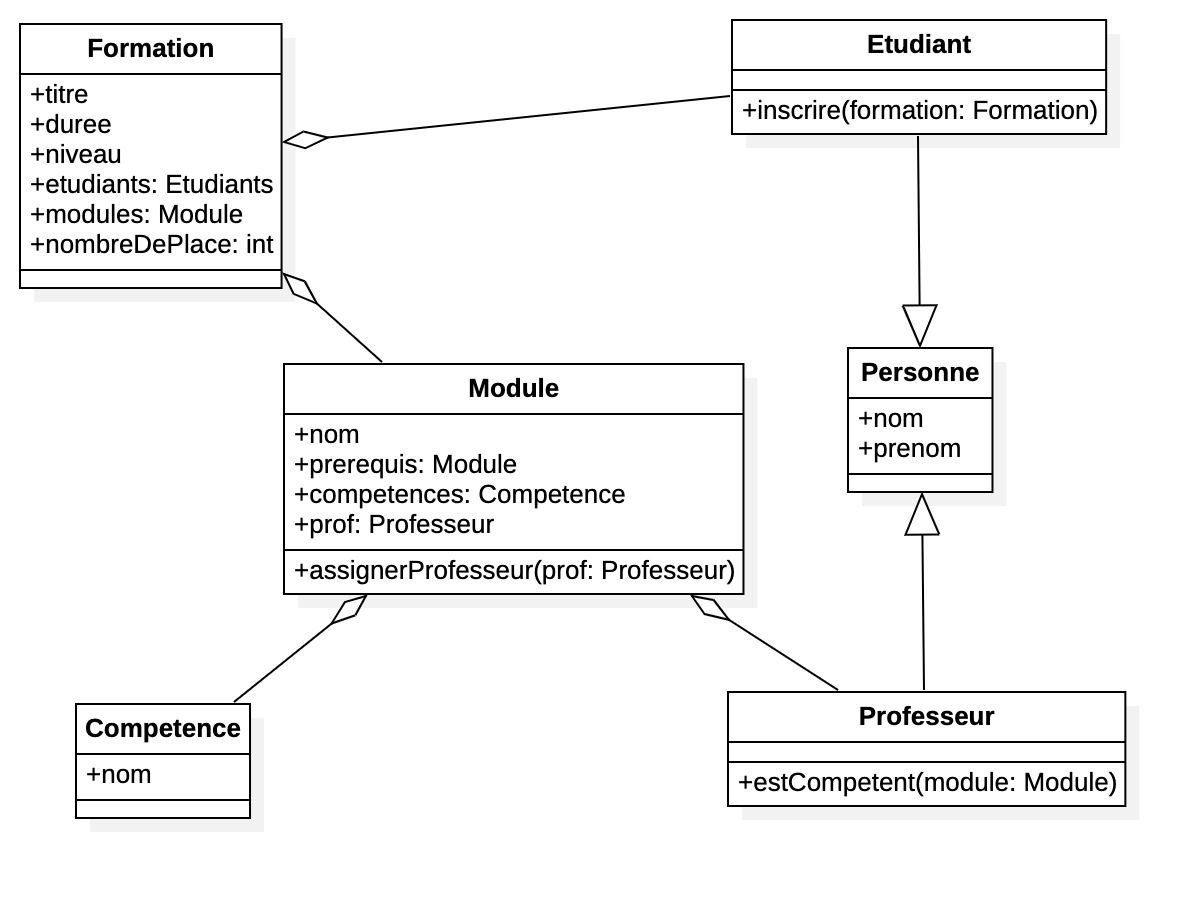 Formation
+titre
+duree
+niveau
+etudiants: Etudiants
+modules: Module
+nombreDePlace: int
Etudiant
+inscrire(formation: Formation)
Module
+nom
+prerequis: Module
+competences: Competence
+prof: Professeur
+assignerProfesseur(prof: Professeur)
Personne
+nom
+prenom
Competence
+nom
Professeur
+estCompetent(module: Module)